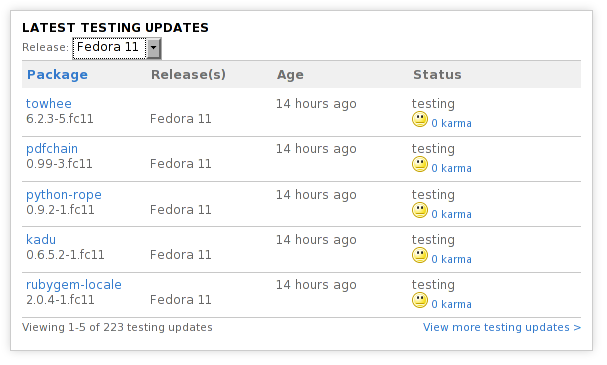 LATEST TESTING UPDATES
Release: Fedora 11
Package Release(s) Age Status
towhee 14 hours ago testing
6.2.3-5.fc11 Fedora 11 0 karma
pdfchain 14 hours ago testing
0.99-3.fc11 Fedora 11 0 karma
python-rope 14 hours ago testing
0.9.2-1.fc11 Fedora 11 0 karma
kadu 14 hours ago testing
0.6.5.2-1.fc11 Fedora 11 0 karma
rubygem-locale 14 hours ago testing
2.0.4-1.fc11 Fedora 11 0 karma
Viewing 1-5 of 223 testing updates View more testing updates >